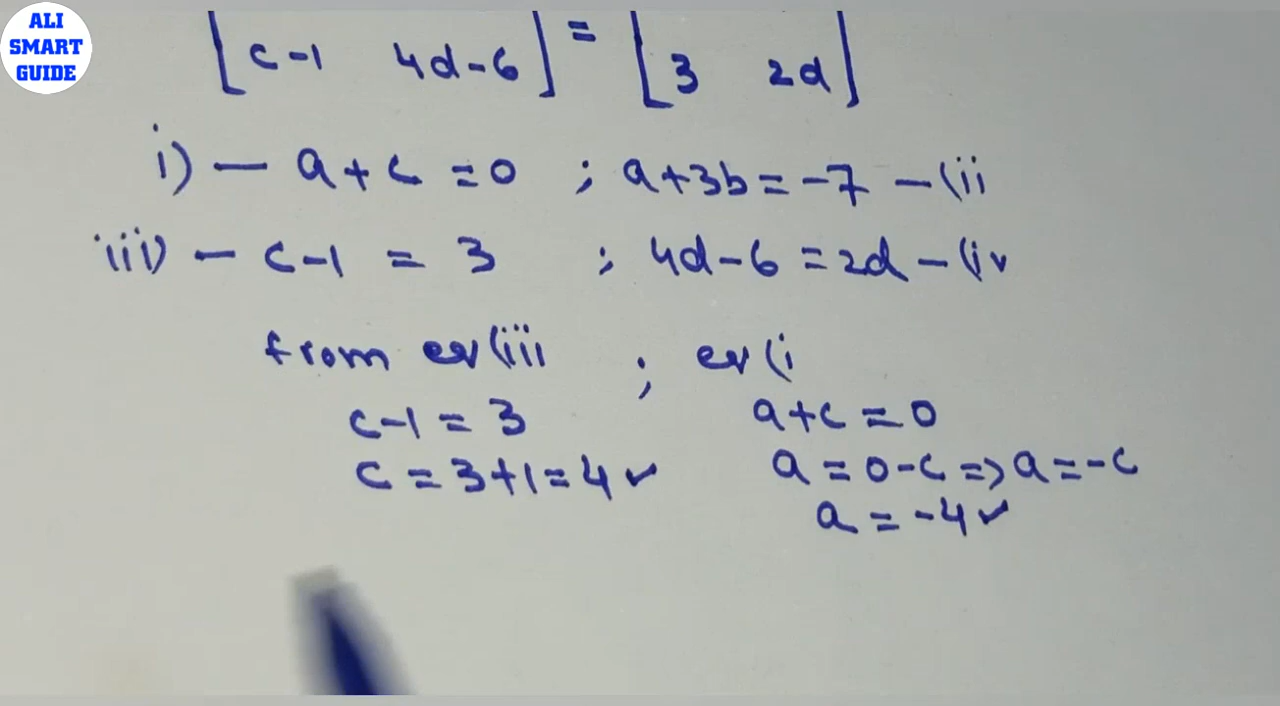 ALI
SMART
GUIDE
[c-1 4d-6] = [3 2d]
i) — a+c = 0 ; a+3b = -7 — (ii
iii) — c-1 = 3 ; 4d-6 = 2d — (iv
from eq (iii ; eq (i
c-1 = 3 a+c = 0
c = 3+1 = 4 ✓ a = 0-c => a = -c
a = -4 ✓